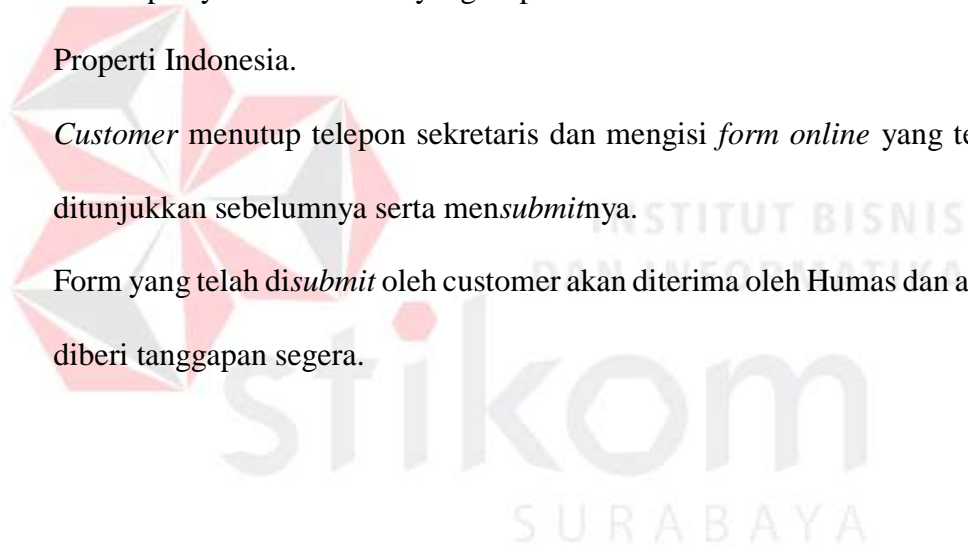 Properti Indonesia.
Customer menutup telepon sekretaris dan mengisi form online yang
ditunjukkan sebelumnya serta mensubmitnya.
INSTITUT BISNIS
DAN INFORMATIKA
Form yang telah disubmit oleh customer akan diterima oleh Humas dan
diberi tanggapan segera.
stikom
SURABAYA